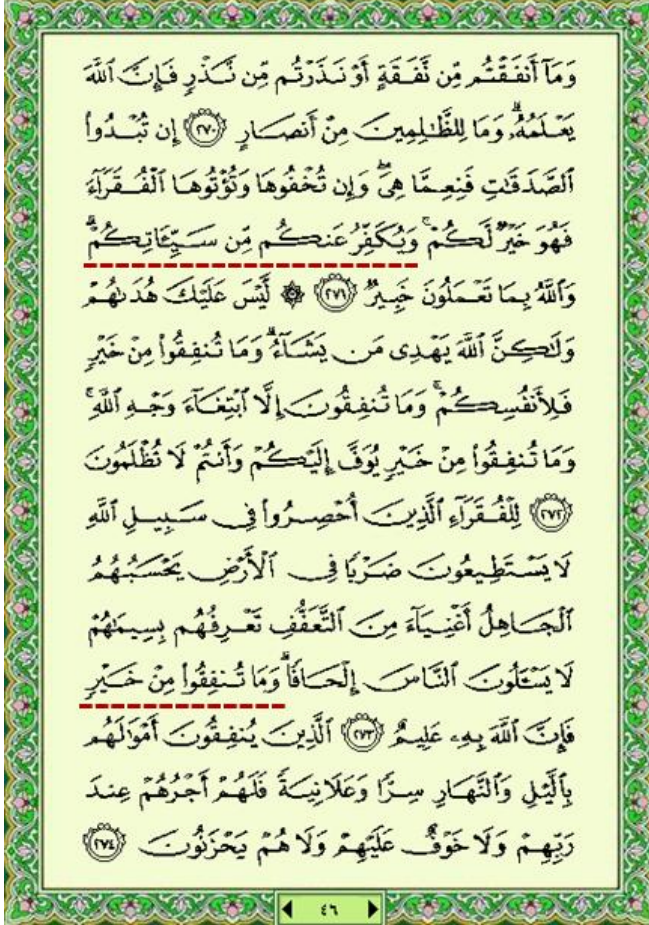 وَمَآ أَنفَقْتُم مِّن نَّفَقَةٍ أَوْ نَذَرْتُم مِّن نَّذْرٍ فَإِنَّ ٱللَّهَ
يَعْلَمُهُۥۗ وَمَا لِلظَّـٰلِمِينَ مِنْ أَنصَارٍ ﴿٢٧٠﴾ إِن تُبْدُوا۟
ٱلصَّدَقَـٰتِ فَنِعِمَّا هِىَۖ وَإِن تُخْفُوهَا وَتُؤْتُوهَا ٱلْفُقَرَآءَ
فَهُوَ خَيْرٌ لَّكُمْۚ وَيُكَفِّرُ عَنكُم مِّن سَيِّـَٔاتِكُمْۗ
وَٱللَّهُ بِمَا تَعْمَلُونَ خَبِيرٌ ﴿٢٧١﴾ ۞ لَّيْسَ عَلَيْكَ هُدَىٰهُمْ
وَلَـٰكِنَّ ٱللَّهَ يَهْدِى مَن يَشَآءُۗ وَمَا تُنفِقُوا۟ مِنْ خَيْرٍ
فَلِأَنفُسِكُمْۚ وَمَا تُنفِقُونَ إِلَّا ٱبْتِغَآءَ وَجْهِ ٱللَّهِۚ
وَمَا تُنفِقُوا۟ مِنْ خَيْرٍ يُوَفَّ إِلَيْكُمْ وَأَنتُمْ لَا تُظْلَمُونَ
﴿٢٧٢﴾ لِلْفُقَرَآءِ ٱلَّذِينَ أُحْصِرُوا۟ فِى سَبِيلِ ٱللَّهِ
لَا يَسْتَطِيعُونَ ضَرْبًا فِى ٱلْأَرْضِ يَحْسَبُهُمُ
ٱلْجَاهِلُ أَغْنِيَآءَ مِنَ ٱلتَّعَفُّفِ تَعْرِفُهُم بِسِيمَـٰهُمْ
لَا يَسْـَٔلُونَ ٱلنَّاسَ إِلْحَافًاۗ وَمَا تُنفِقُوا۟ مِنْ خَيْرٍ
فَإِنَّ ٱللَّهَ بِهِۦ عَلِيمٌ ﴿٢٧٣﴾ ٱلَّذِينَ يُنفِقُونَ أَمْوَٰلَهُم
بِٱلَّيْلِ وَٱلنَّهَارِ سِرًّا وَعَلَانِيَةً فَلَهُمْ أَجْرُهُمْ عِندَ
رَبِّهِمْ وَلَا خَوْفٌ عَلَيْهِمْ وَلَا هُمْ يَحْزَنُونَ ﴿٢٧٤﴾
٤٦